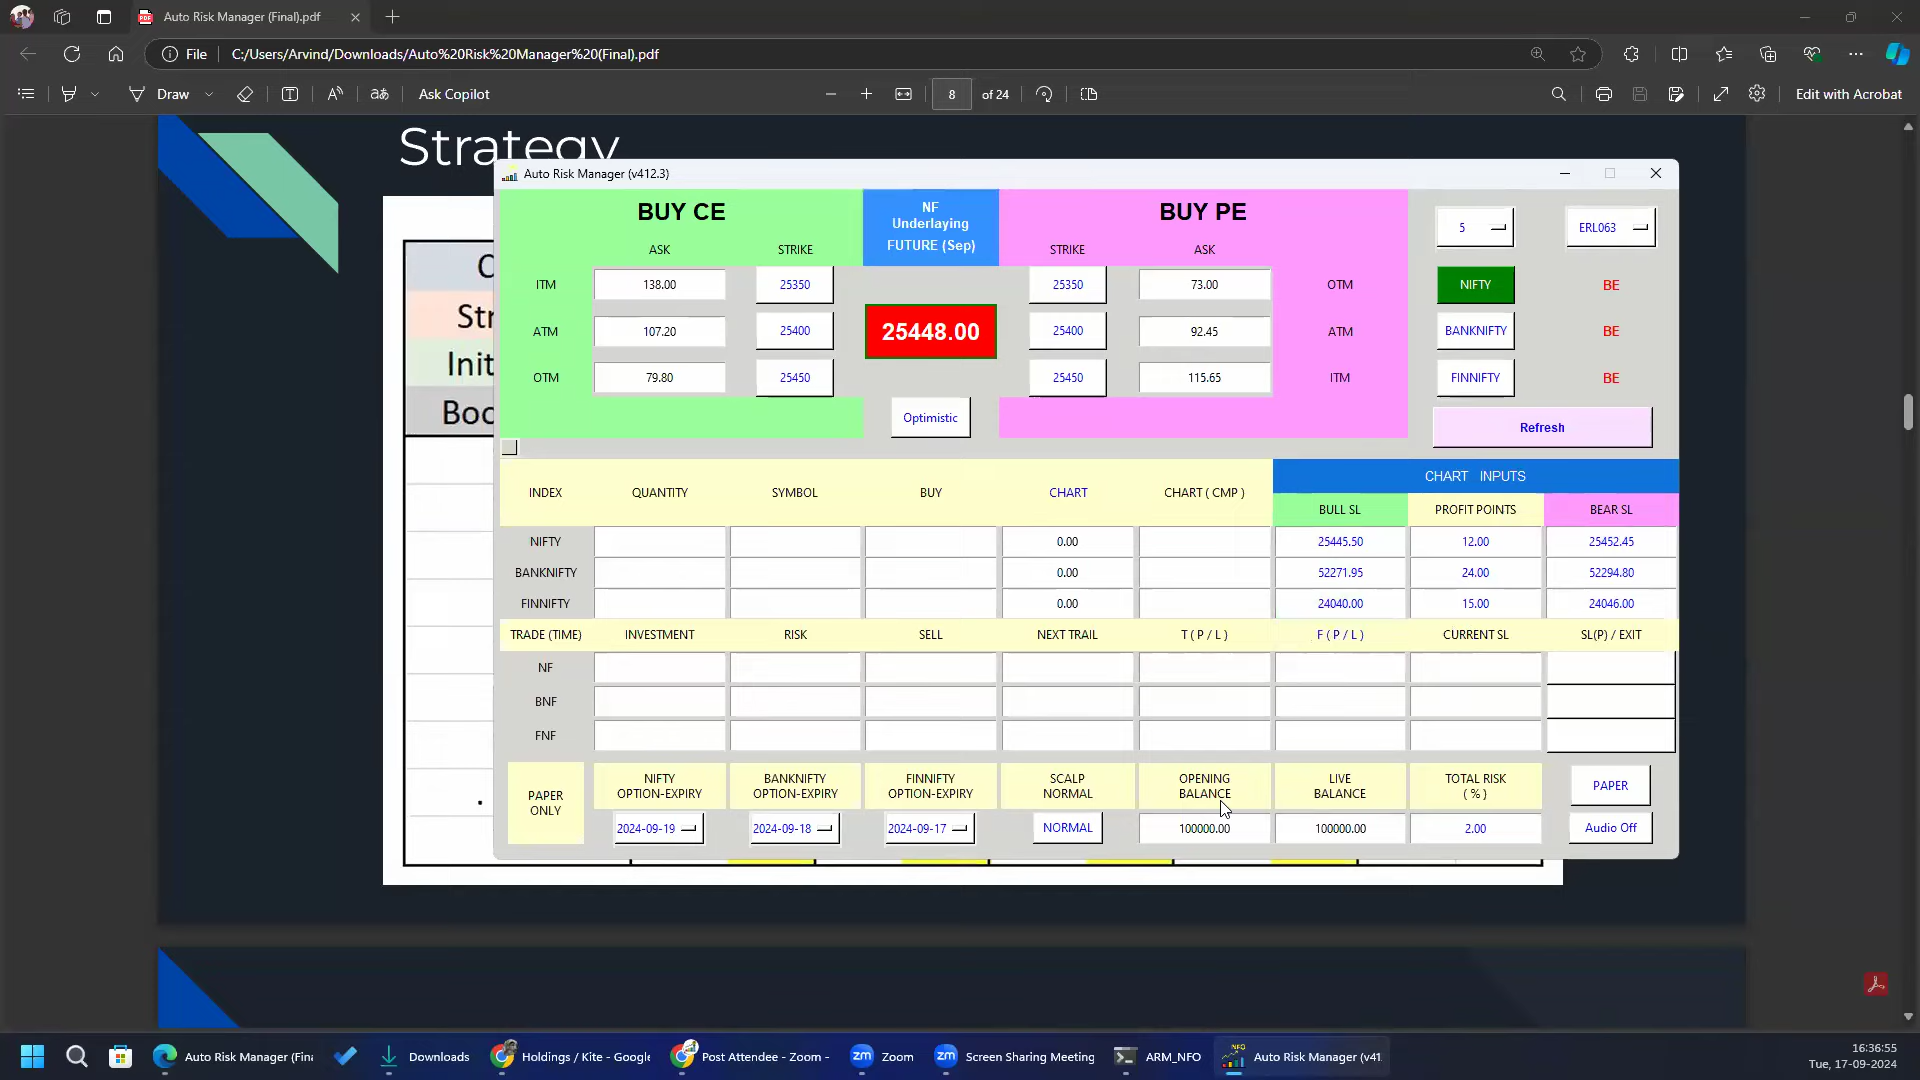 Auto Risk Manager (Final).pdf
File C:/Users/Arvind/Downloads/Auto%20Risk%20Manager%20(Final).pdf
Draw Ask Copilot 8 of 24 Edit with Acrobat
Strategy
Auto Risk Manager (v412.3)
BUY CE NF BUY PE
Underlaying
FUTURE (Sep)
5 ERL063
ASK STRIKE STRIKE ASK
ITM 138.00 25350 25350 73.00 OTM NIFTY BE
ATM 107.20 25400 25448.00 25400 92.45 ATM BANKNIFTY BE
OTM 79.80 25450 25450 115.65 ITM FINNIFTY BE
Optimistic Refresh
CHART INPUTS
INDEX QUANTITY SYMBOL BUY CHART CHART ( CMP )
BULL SL PROFIT POINTS BEAR SL
NIFTY 0.00 25445.50 12.00 25452.45
BANKNIFTY 0.00 52271.95 24.00 52294.80
FINNIFTY 0.00 24040.00 15.00 24046.00
TRADE (TIME) INVESTMENT RISK SELL NEXT TRAIL T ( P / L ) F ( P / L ) CURRENT SL SL(P) / EXIT
NF
BNF
FNF
PAPER
ONLY
NIFTY
OPTION-EXPIRY
BANKNIFTY
OPTION-EXPIRY
FINNIFTY
OPTION-EXPIRY
SCALP
NORMAL
OPENING
BALANCE
LIVE
BALANCE
TOTAL RISK
( % )
PAPER
2024-09-19 2024-09-18 2024-09-17 NORMAL 100000.00 100000.00 2.00 Audio Off
Auto Risk Manager (Fina Downloads Holdings / Kite - Google Post Attendee - Zoom - Zoom Screen Sharing Meeting ARM_NFO Auto Risk Manager (v41
16:36:55
Tue, 17-09-2024